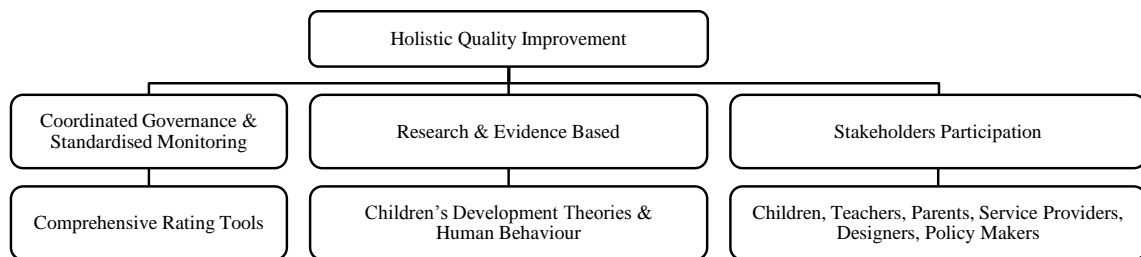 Holistic Quality Improvement
Coordinated Governance &
Standardised Monitoring
Research & Evidence Based
Stakeholders Participation
Comprehensive Rating Tools
Children’s Development Theories &
Human Behaviour
Children, Teachers, Parents, Service Providers,
Designers, Policy Makers